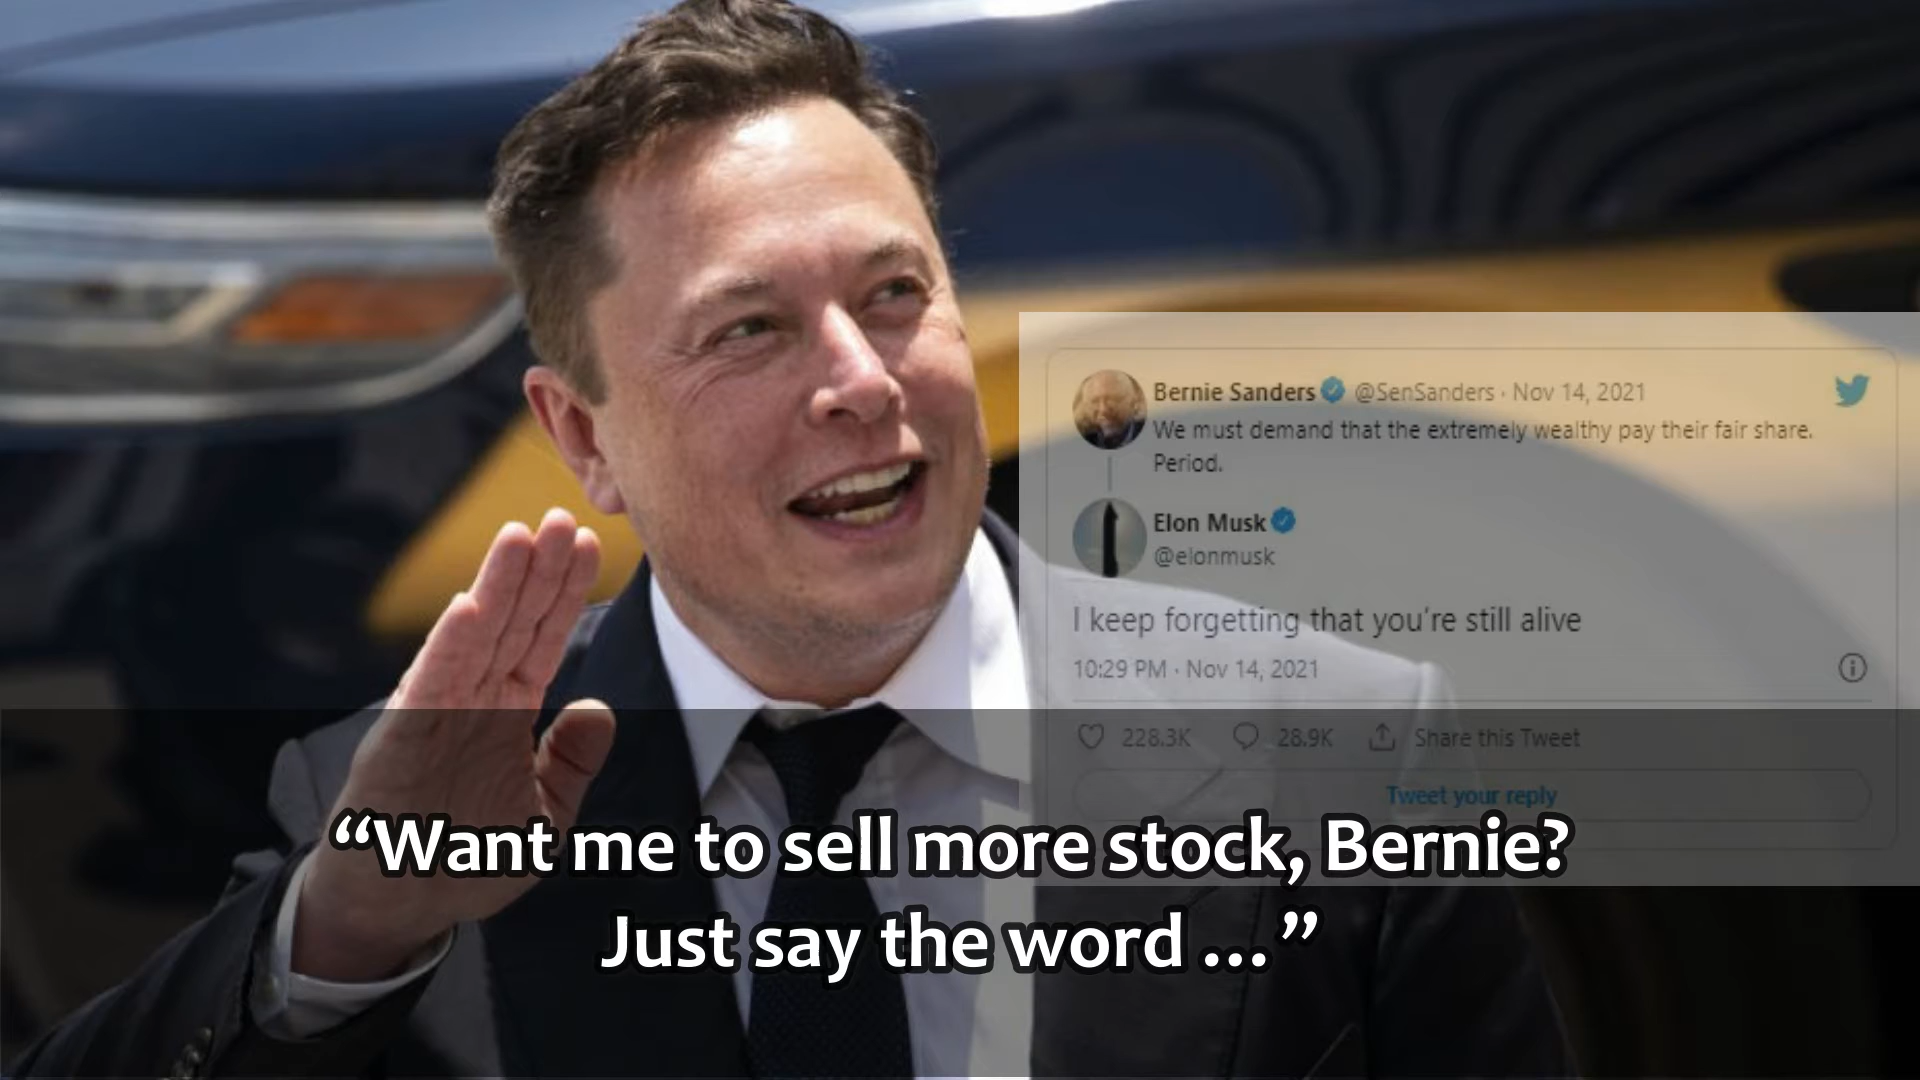 Bernie Sanders @SenSanders · Nov 14, 2021
We must demand that the extremely wealthy pay their fair share.
Period.
Elon Musk
@elonmusk
I keep forgetting that you’re still alive
10:29 PM · Nov 14, 2021
228.3K 28.9K Share this Tweet
Tweet your reply
“Want me to sell more stock, Bernie?
Just say the word ...”